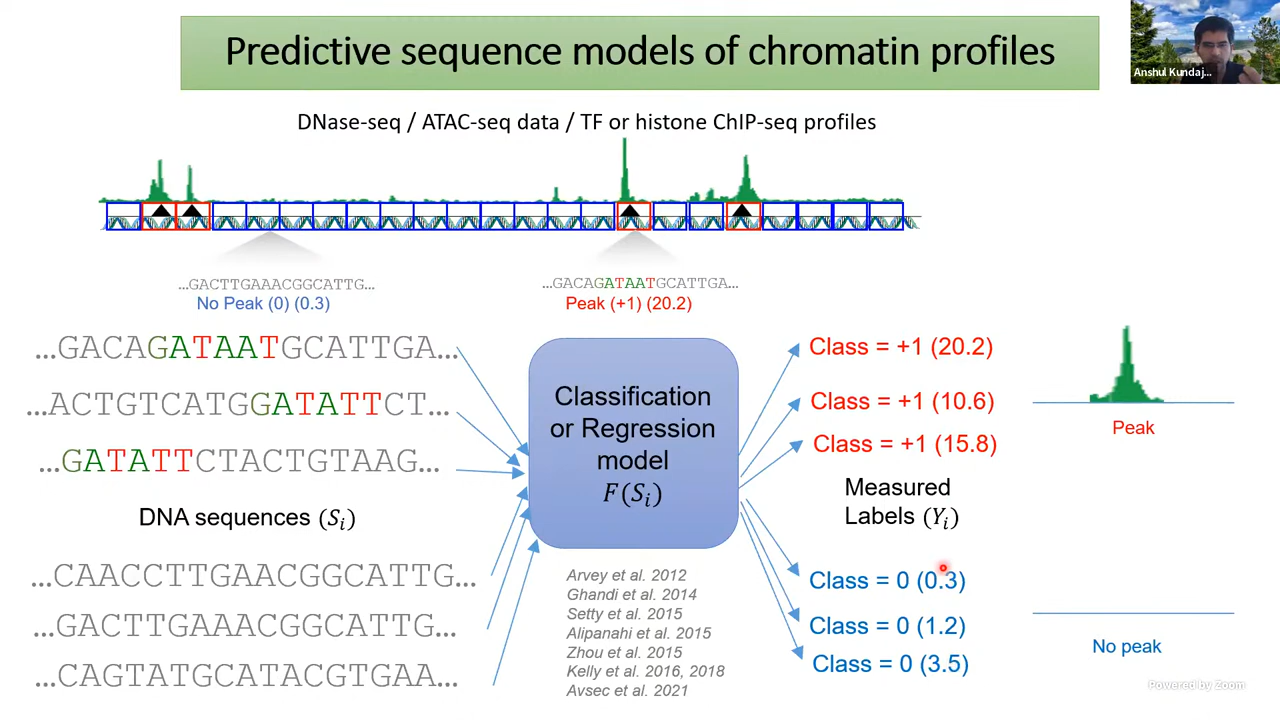 Predictive sequence models of chromatin profiles
Anshul Kundaj...
DNase-seq / ATAC-seq data / TF or histone ChIP-seq profiles
...GACTTGAAACGGCATTG...
No Peak (0) (0.3)
...GACAGATAATGCATTGA...
Peak (+1) (20.2)
...GACAGATAATGCATTGA...
...ACTGTCATGGATATTCT...
...GATATTCTACTGTAAG...
DNA sequences (Sᵢ)
...CAACCTTGAACGGCATTG...
...GACTTGAAACGGCATTG...
...CAGTATGCATACGTGAA...
Classification
or Regression
model
F(Sᵢ)
Arvey et al. 2012
Ghandi et al. 2014
Setty et al. 2015
Alipanahi et al. 2015
Zhou et al. 2015
Kelly et al. 2016, 2018
Avsec et al. 2021
Class = +1 (20.2)
Class = +1 (10.6)
Class = +1 (15.8)
Measured
Labels (Yᵢ)
Class = 0 (0.3)
Class = 0 (1.2)
Class = 0 (3.5)
Peak
No peak
Powered by Zoom